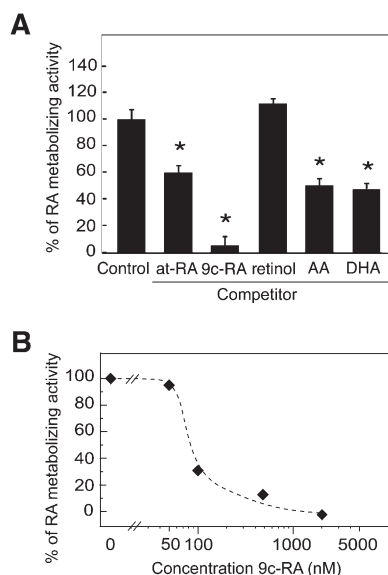 A
% of RA metabolizing activity
140
120
100
80
60
40
20
0
* * * *
Control at-RA 9c-RA retinol AA DHA
Competitor
B
% of RA metabolizing activity
100
80
60
40
20
0
0 50 100 1000 5000
Concentration 9c-RA (nM)